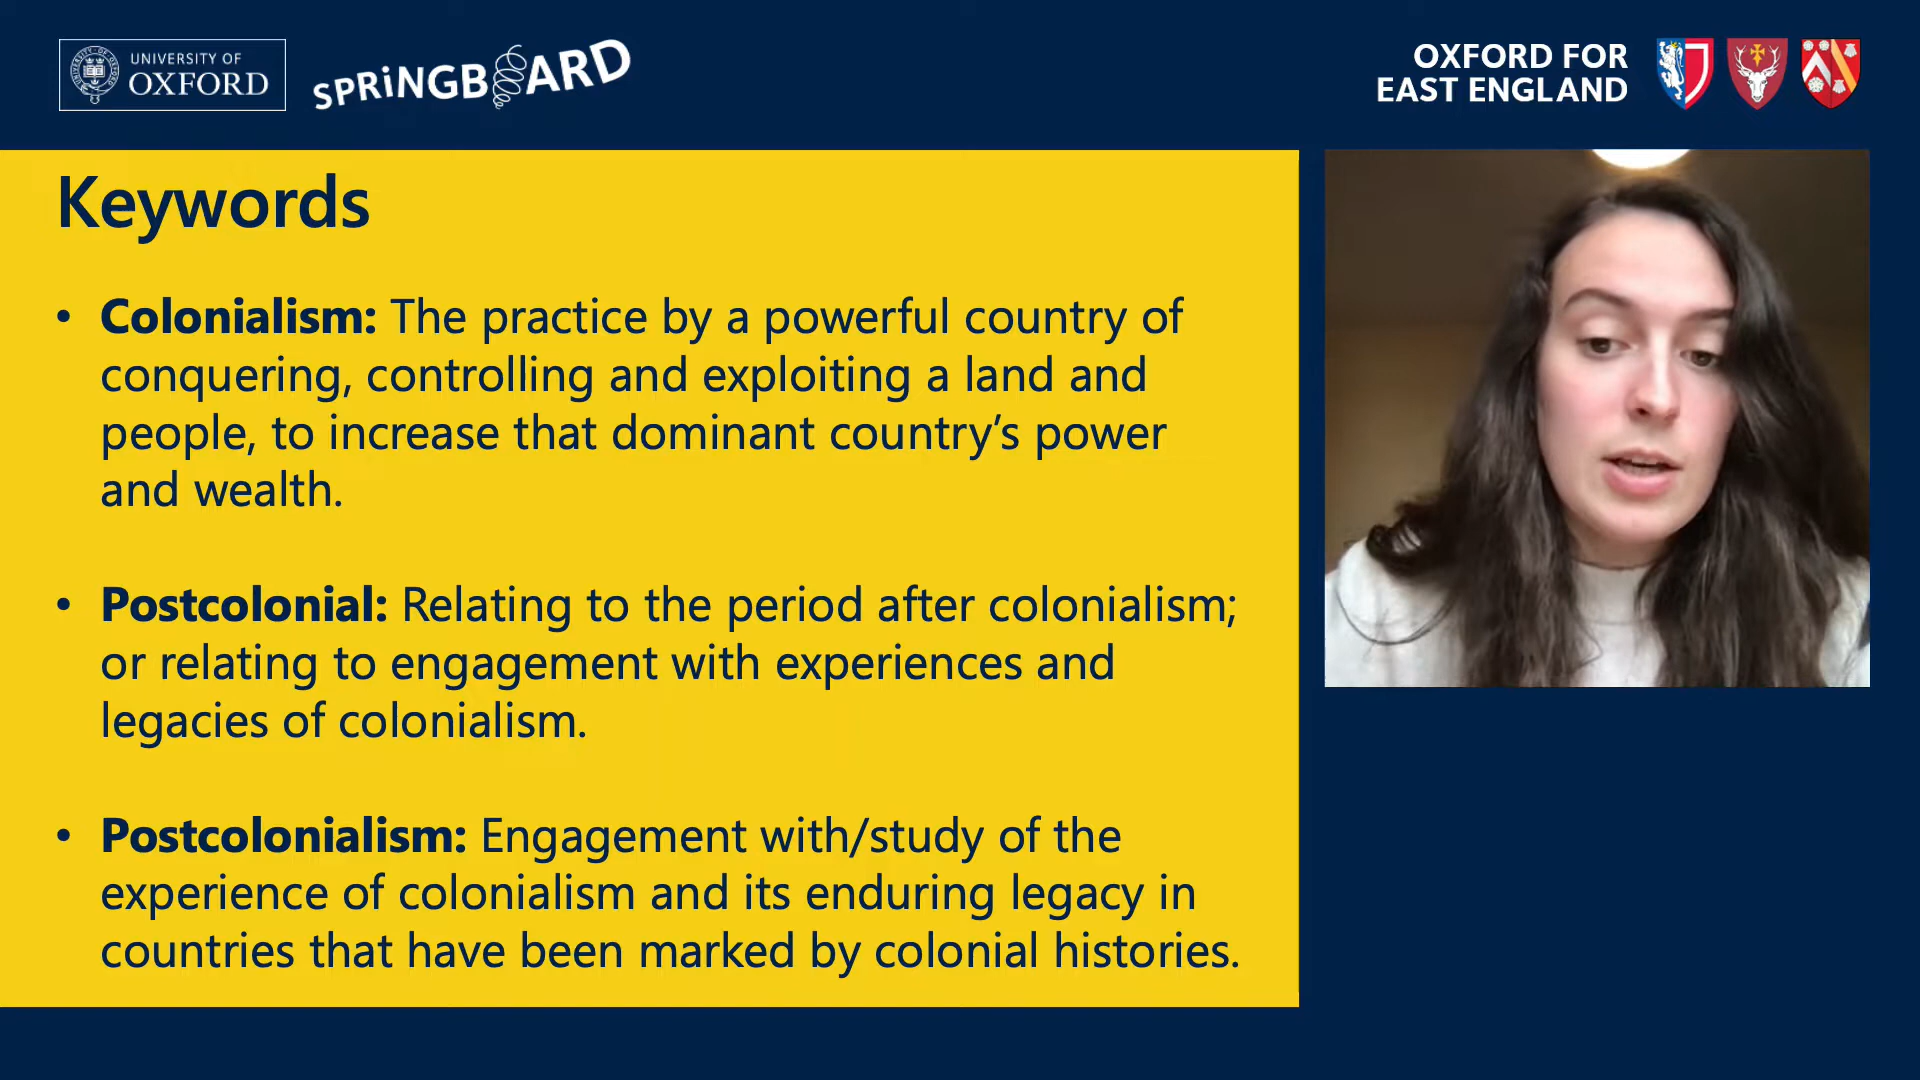 UNIVERSITY OF
OXFORD
SPRiNGBOARD
OXFORD FOR
EAST ENGLAND
Keywords
• Colonialism: The practice by a powerful country of
conquering, controlling and exploiting a land and
people, to increase that dominant country’s power
and wealth.
• Postcolonial: Relating to the period after colonialism;
or relating to engagement with experiences and
legacies of colonialism.
• Postcolonialism: Engagement with/study of the
experience of colonialism and its enduring legacy in
countries that have been marked by colonial histories.